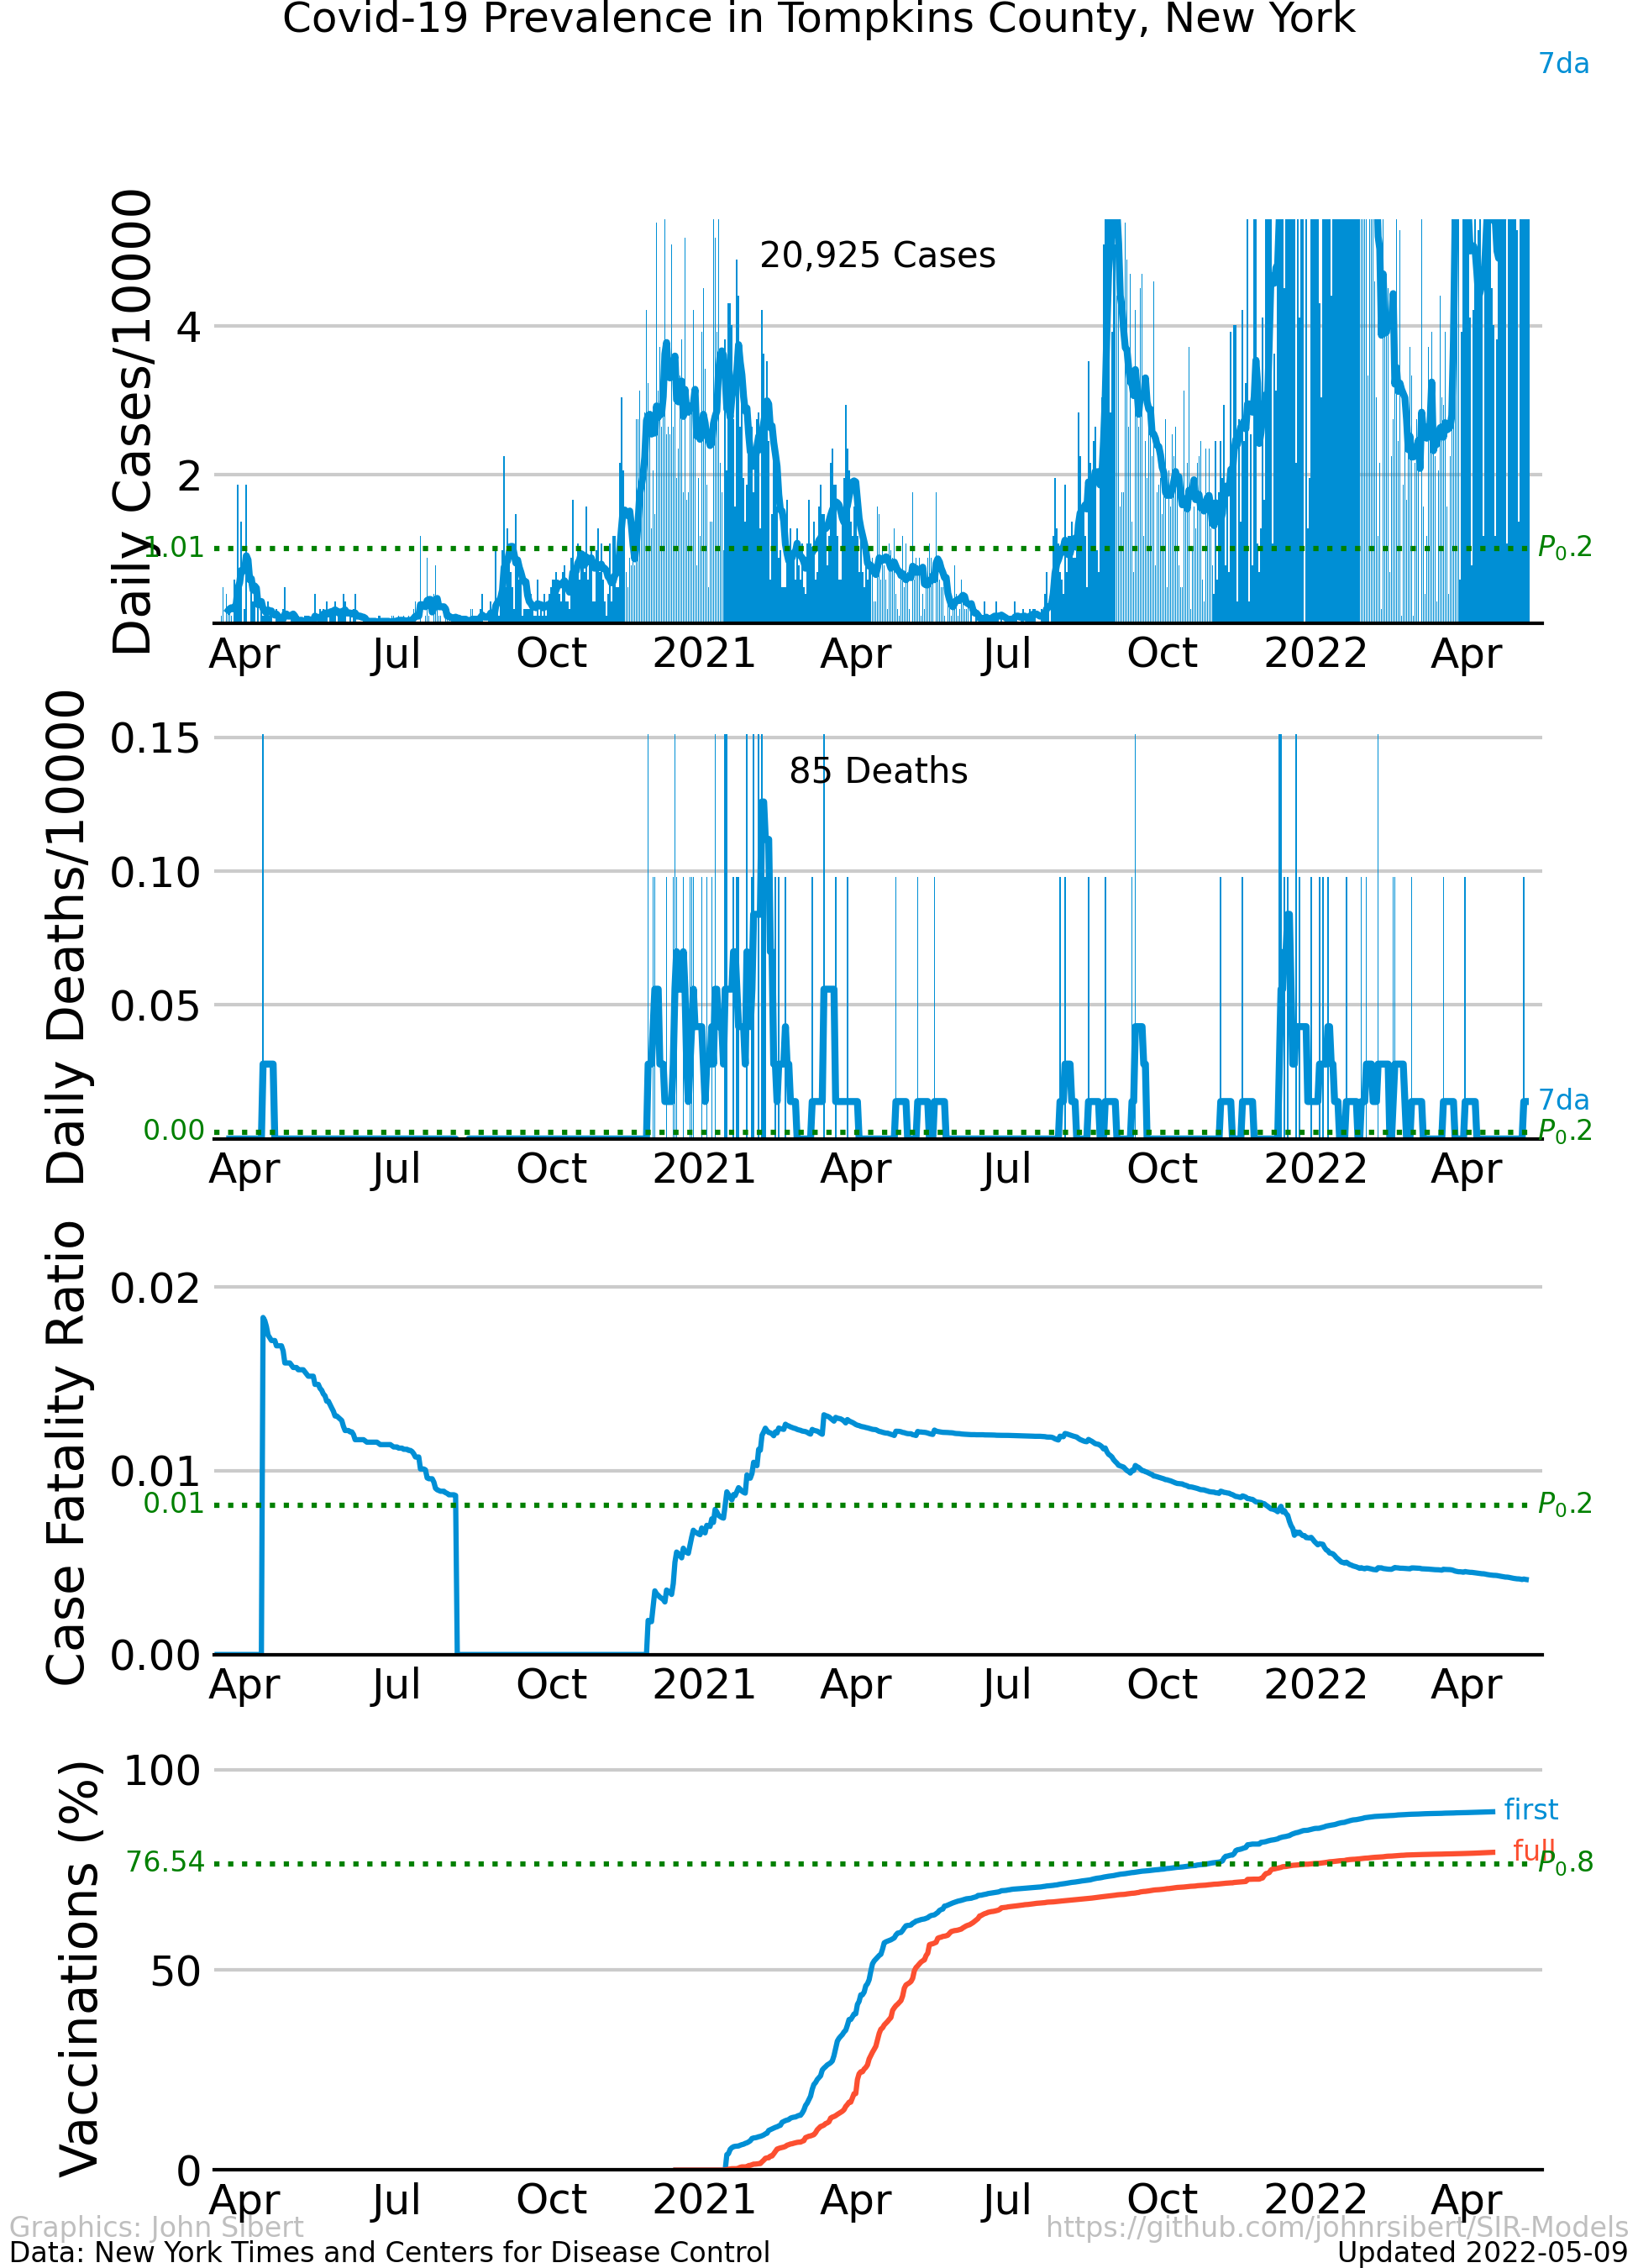 Covid-19 Prevalence in Tompkins County, New York
7da
Daily Cases/10000
20,925 Cases
4
2
1.01
P0.2
Apr Jul Oct 2021 Apr Jul Oct 2022 Apr
Daily Deaths/10000
0.15
85 Deaths
0.10
0.05
7da
0.00
P0.2
Apr Jul Oct 2021 Apr Jul Oct 2022 Apr
Case Fatality Ratio
0.02
0.01
0.01
P0.2
0.00
Apr Jul Oct 2021 Apr Jul Oct 2022 Apr
Vaccinations (%)
100
first
full
76.54
P0.8
50
0
Apr Jul Oct 2021 Apr Jul Oct 2022 Apr
Graphics: John Sibert
https://github.com/johnrsibert/SIR-Models
Data: New York Times and Centers for Disease Control
Updated 2022-05-09